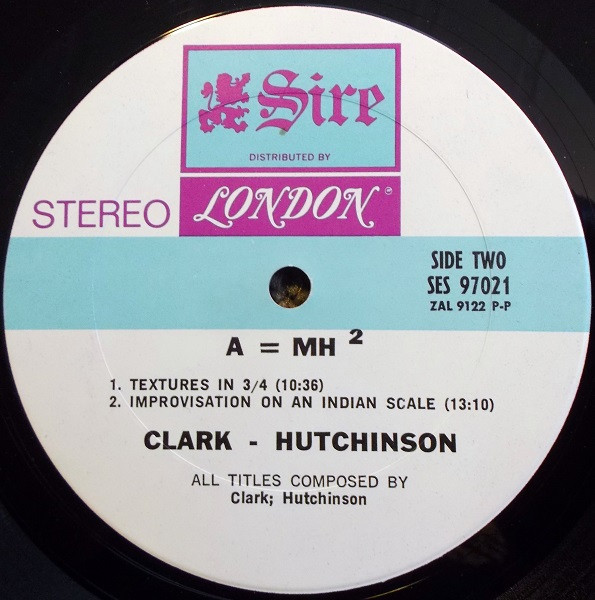 Sire
DISTRIBUTED BY
STEREO
LONDON®
SIDE TWO
SES 97021
ZAL 9122 P-P
A = MH ²
1. TEXTURES IN 3/4 (10:36)
2. IMPROVISATION ON AN INDIAN SCALE (13:10)
CLARK - HUTCHINSON
ALL TITLES COMPOSED BY
Clark; Hutchinson